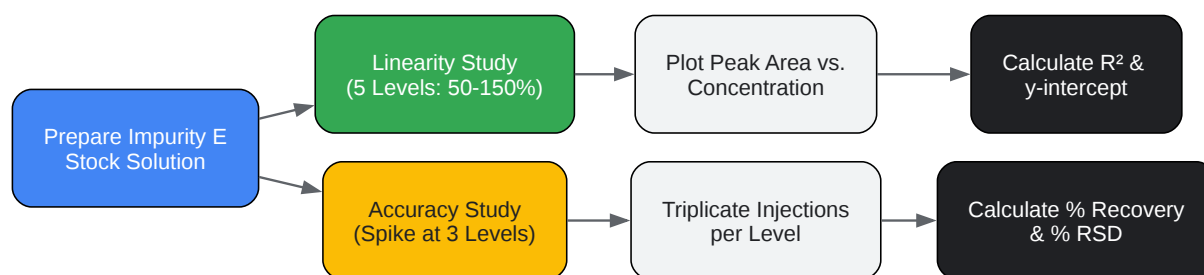 Prepare Impurity E
Stock Solution
Linearity Study
(5 Levels: 50-150%)
Plot Peak Area vs.
Concentration
Calculate R² &
y-intercept
Accuracy Study
(Spike at 3 Levels)
Triplicate Injections
per Level
Calculate % Recovery
& % RSD